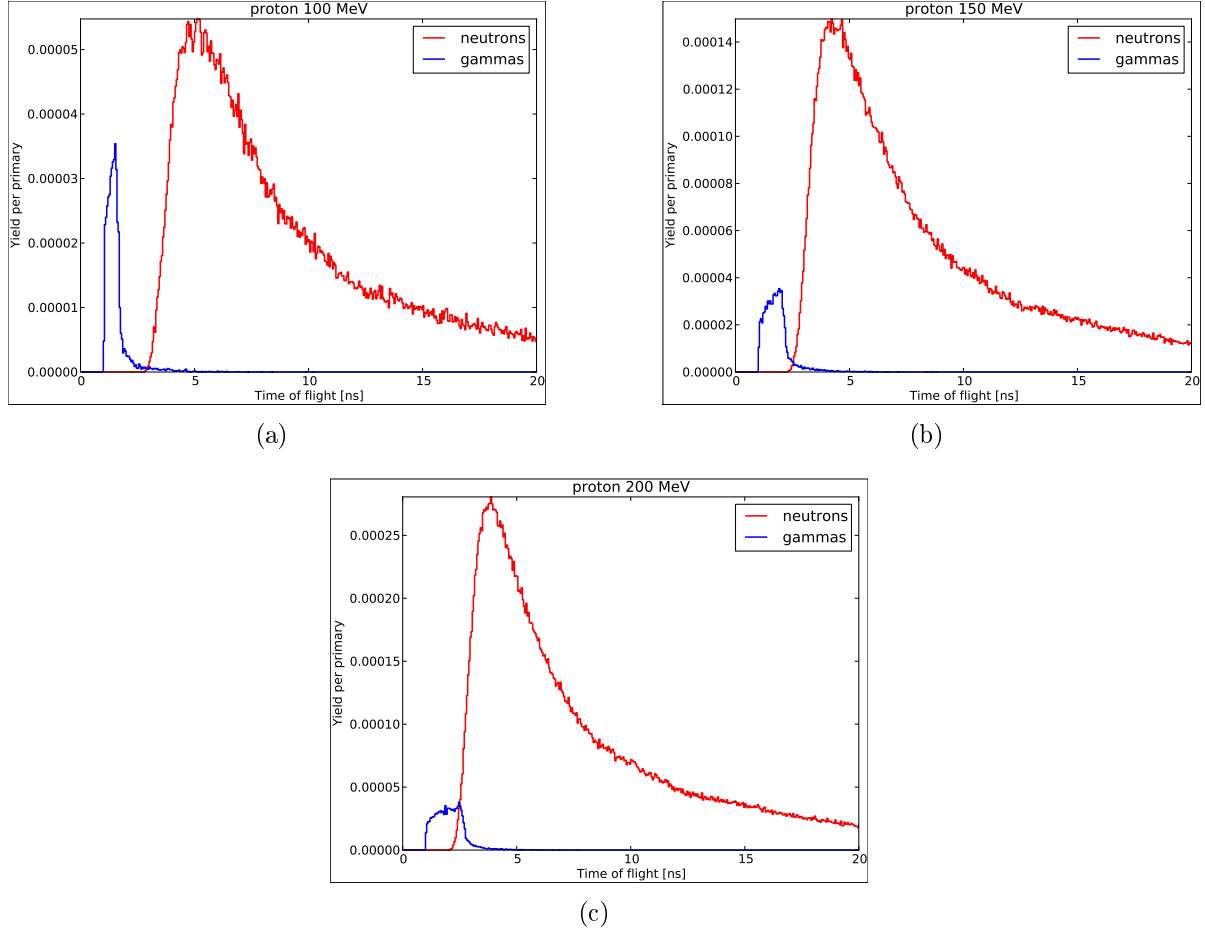 proton 100 MeV
neutrons
gammas
Yield per primary
0.00005
0.00004
0.00003
0.00002
0.00001
0.00000
0 5 10 15 20
Time of flight [ns]
(a)
proton 150 MeV
neutrons
gammas
Yield per primary
0.00014
0.00012
0.00010
0.00008
0.00006
0.00004
0.00002
0.00000
0 5 10 15 20
Time of flight [ns]
(b)
proton 200 MeV
neutrons
gammas
Yield per primary
0.00025
0.00020
0.00015
0.00010
0.00005
0.00000
0 5 10 15 20
Time of flight [ns]
(c)